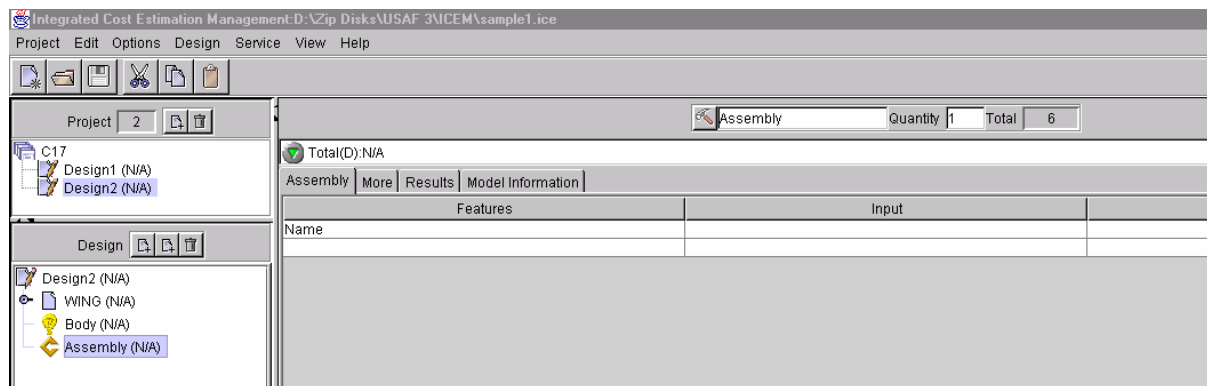 Integrated Cost Estimation Management:D:\Zip Disks\USAF 3\ICEM\sample1.ice
Project Edit Options Design Service View Help
Project 2
C17
Design1 (N/A)
Design2 (N/A)
Design
Design2 (N/A)
WING (N/A)
Body (N/A)
Assembly (N/A)
Assembly Quantity 1 Total 6
Total(D):N/A
Assembly More Results Model Information
Features Input
Name